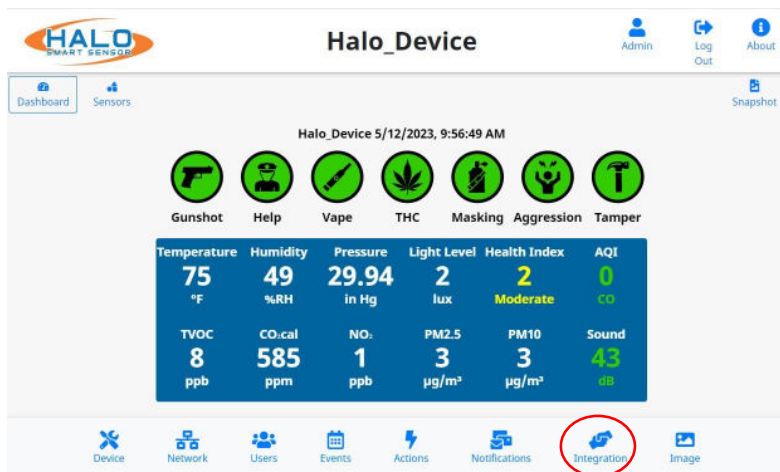 HALO
SMART SENSOR
Halo_Device
Admin
Log Out
About
Dashboard
Sensors
Snapshot
Halo_Device 5/12/2023, 9:56:49 AM
Gunshot Help Vape THC Masking Aggression Tamper
Temperature Humidity Pressure Light Level Health Index AQI
75 49 29.94 2 2 0
°F %RH in Hg lux Moderate CO
TVOC CO₂cal NO₂ PM2.5 PM10 Sound
8 585 1 3 3 43
ppb ppm ppb µg/m³ µg/m³ dB
Device Network Users Events Actions Notifications Integration Image